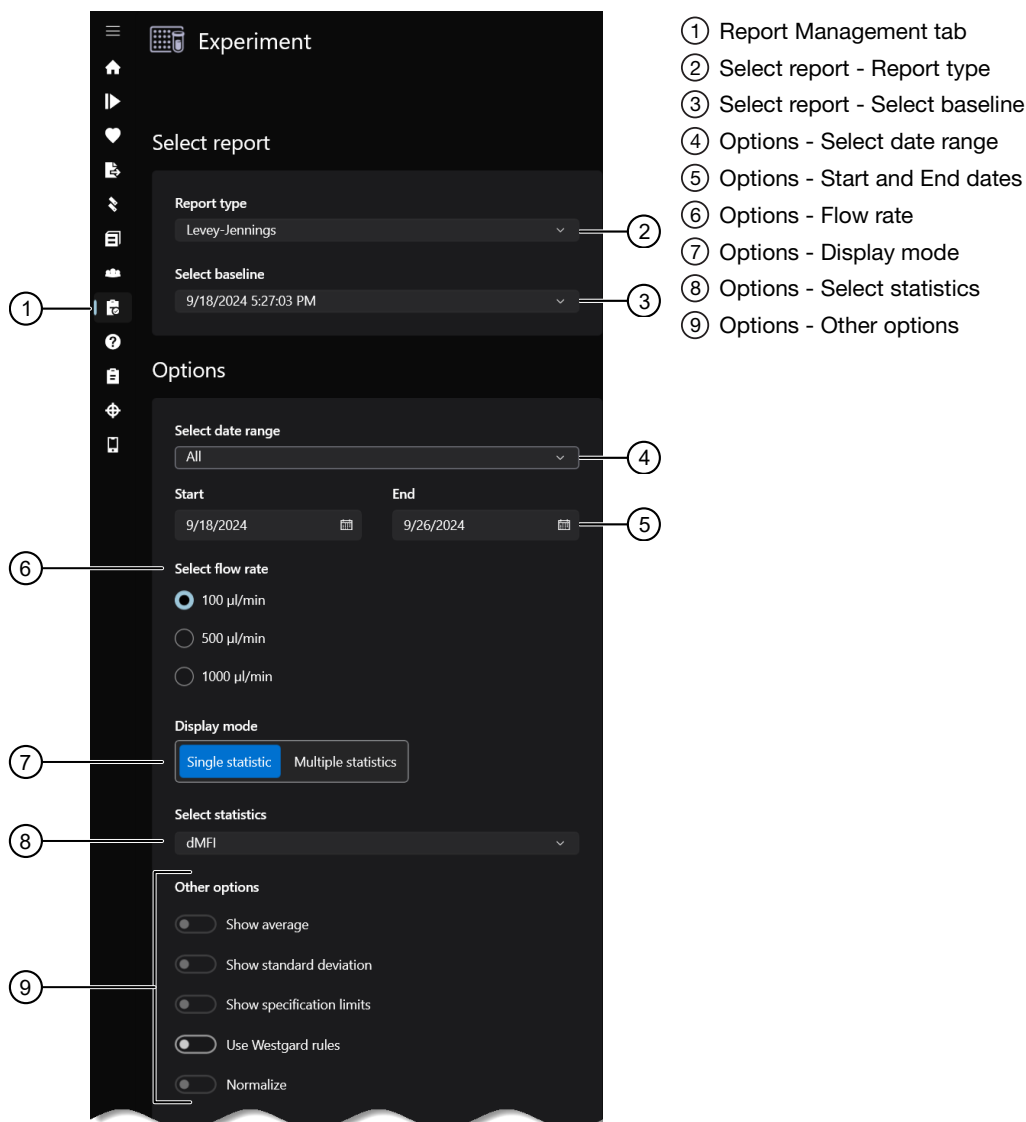 Experiment
Select report
Report type
Levey-Jennings
Select baseline
9/18/2024 5:27:03 PM
Options
Select date range
All
Start End
9/18/2024 9/26/2024
Select flow rate
100 µl/min
500 µl/min
1000 µl/min
Display mode
Single statistic Multiple statistics
Select statistics
dMFI
Other options
Show average
Show standard deviation
Show specification limits
Use Westgard rules
Normalize
1
2
3
4
5
6
7
8
9
1 Report Management tab
2 Select report - Report type
3 Select report - Select baseline
4 Options - Select date range
5 Options - Start and End dates
6 Options - Flow rate
7 Options - Display mode
8 Options - Select statistics
9 Options - Other options